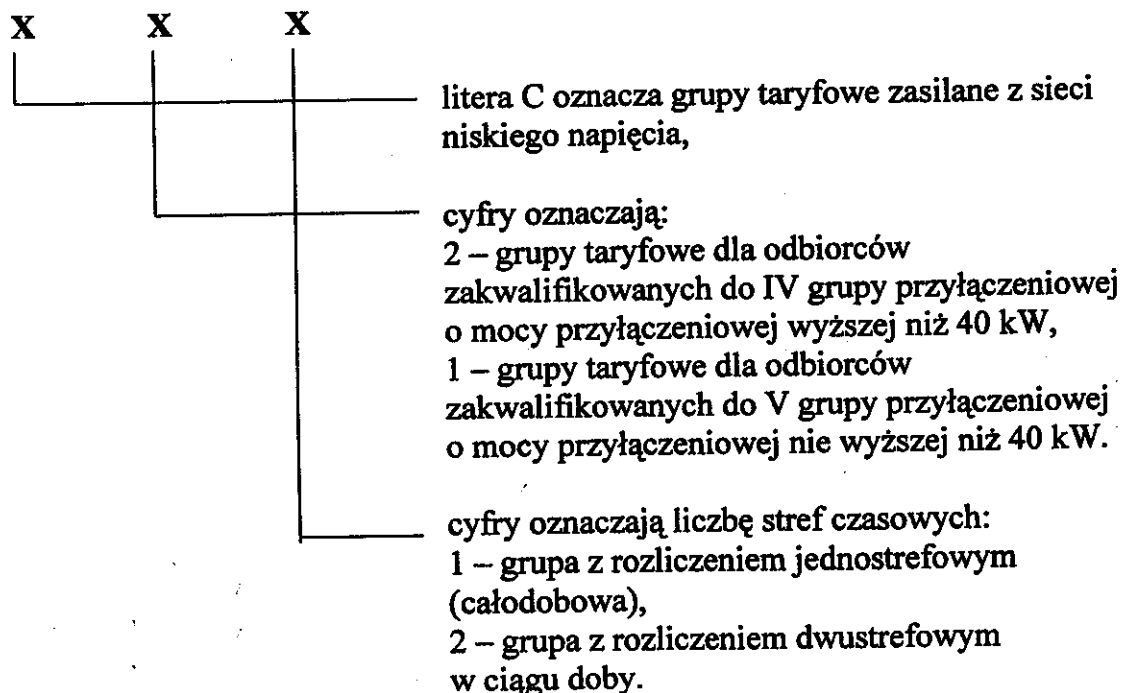 X X X
litera C oznacza grupy taryfowe zasilane z sieci
niskiego napięcia,
cyfry oznaczają:
2 – grupy taryfowe dla odbiorców
zakwalifikowanych do IV grupy przyłączeniowej
o mocy przyłączeniowej wyższej niż 40 kW,
1 – grupy taryfowe dla odbiorców
zakwalifikowanych do V grupy przyłączeniowej
o mocy przyłączeniowej nie wyższej niż 40 kW.
cyfry oznaczają liczbę stref czasowych:
1 – grupa z rozliczeniem jednostrefowym
(całodobowa),
2 – grupa z rozliczeniem dwustrefowym
w ciągu doby.